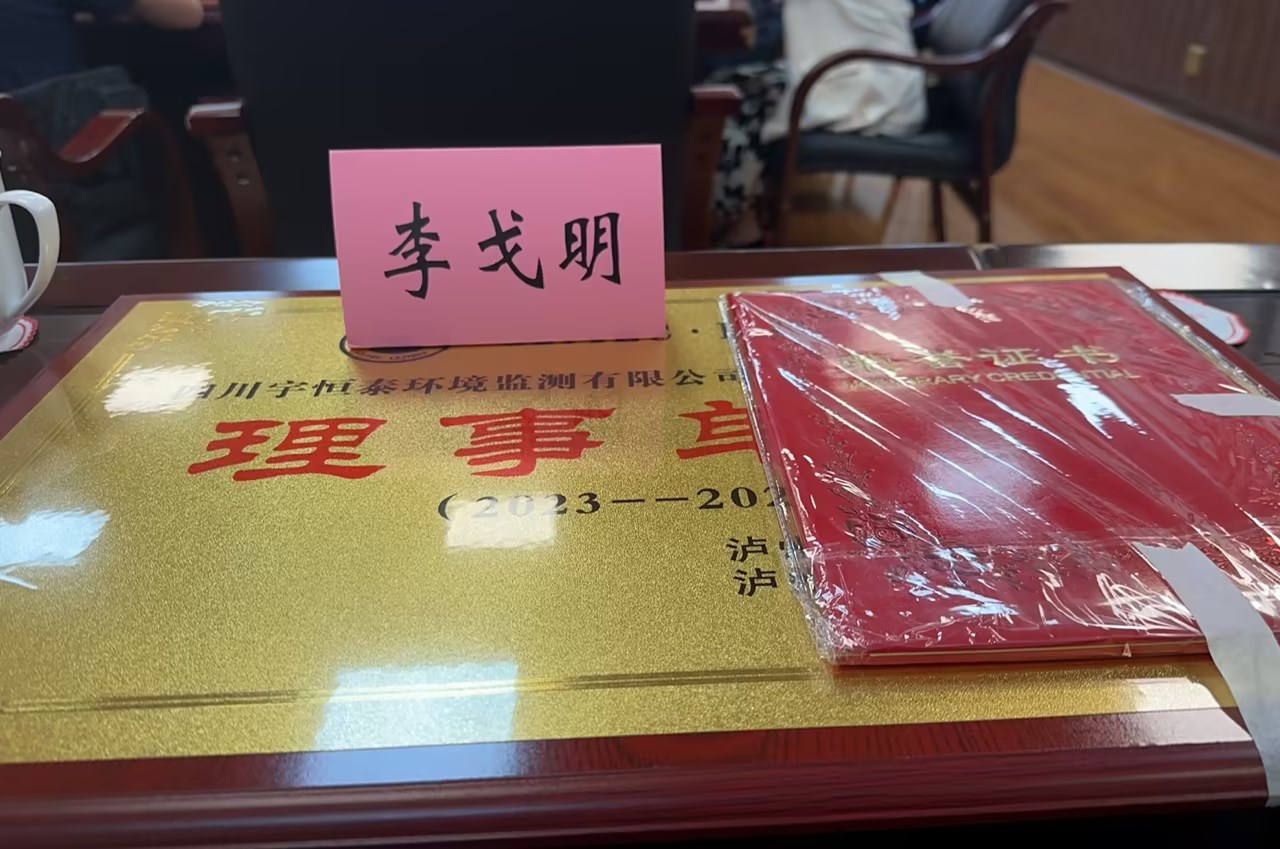 李戈明
四川宇恒泰环境监测有限公司
理事单
(2023——202
泸州
泸
荣誉证书
HONORARY CREDENTIAL